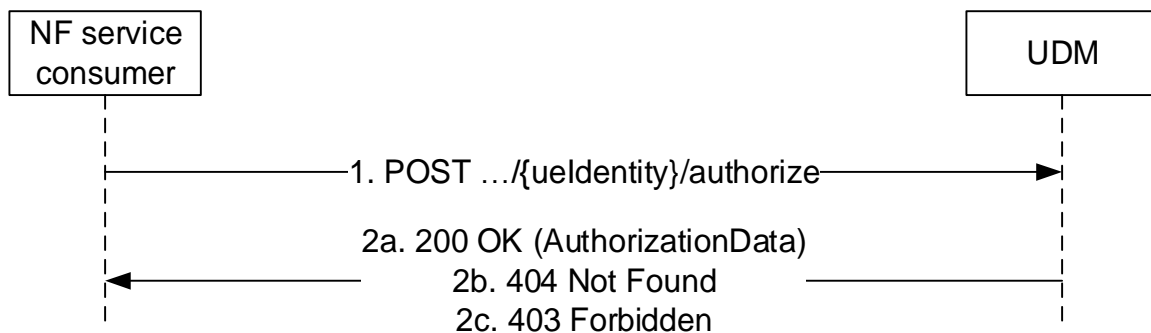 NF service
consumer
UDM
1. POST …/{ueIdentity}/authorize
2a. 200 OK (AuthorizationData)
2b. 404 Not Found
2c. 403 Forbidden